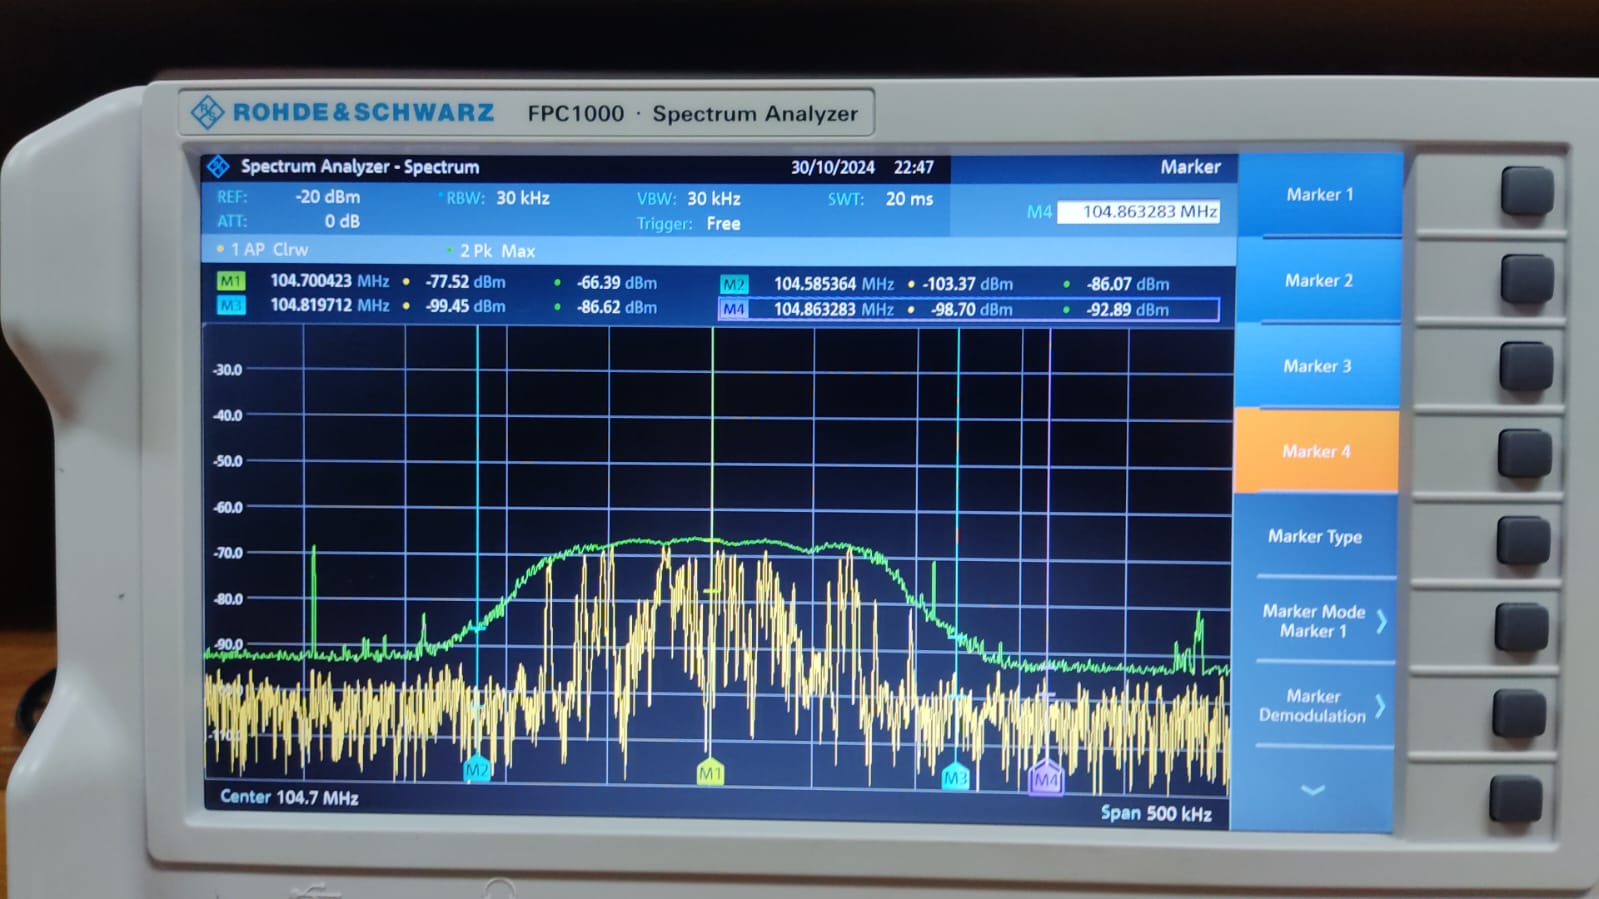 ROHDE&SCHWARZ FPC1000 · Spectrum Analyzer
Spectrum Analyzer - Spectrum 30/10/2024 22:47 Marker
REF: -20 dBm RBW: 30 kHz VBW: 30 kHz SWT: 20 ms
ATT: 0 dB Trigger: Free
M4 104.863283 MHz
1 AP Clrw 2 Pk Max
M1 104.700423 MHz -77.52 dBm -66.39 dBm M2 104.585364 MHz -103.37 dBm -86.07 dBm
M3 104.819712 MHz -99.45 dBm -86.62 dBm M4 104.863283 MHz -98.70 dBm -92.89 dBm
-30.0
-40.0
-50.0
-60.0
-70.0
-80.0
-90.0
M2 M1 M3 M4
Center 104.7 MHz Span 500 kHz
Marker 1
Marker 2
Marker 3
Marker 4
Marker Type
Marker Mode
Marker 1
Marker
Demodulation